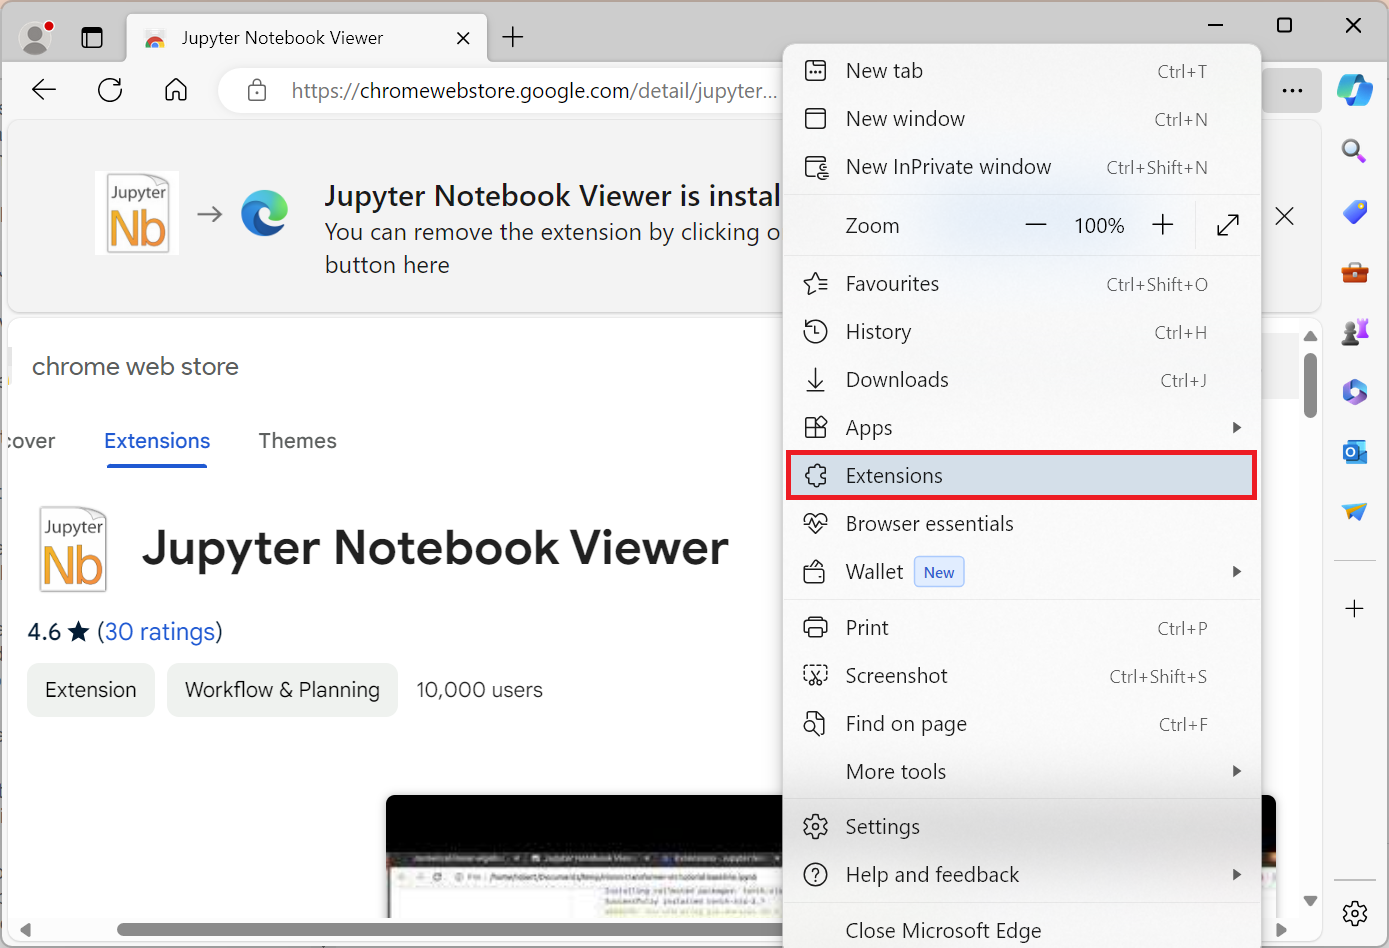 Jupyter Notebook Viewer
https://chromewebstore.google.com/detail/jupyter...
Jupyter
Nb
Jupyter Notebook Viewer is instal
You can remove the extension by clicking o
button here
chrome web store
cover
Extensions
Themes
Jupyter
Nb
Jupyter Notebook Viewer
4.6 ★ (30 ratings)
Extension
Workflow & Planning
10,000 users
New tab Ctrl+T
New window Ctrl+N
New InPrivate window Ctrl+Shift+N
Zoom — 100% +
Favourites Ctrl+Shift+O
History Ctrl+H
Downloads Ctrl+J
Apps
Extensions
Browser essentials
Wallet New
Print Ctrl+P
Screenshot Ctrl+Shift+S
Find on page Ctrl+F
More tools
Settings
Help and feedback
Close Microsoft Edge